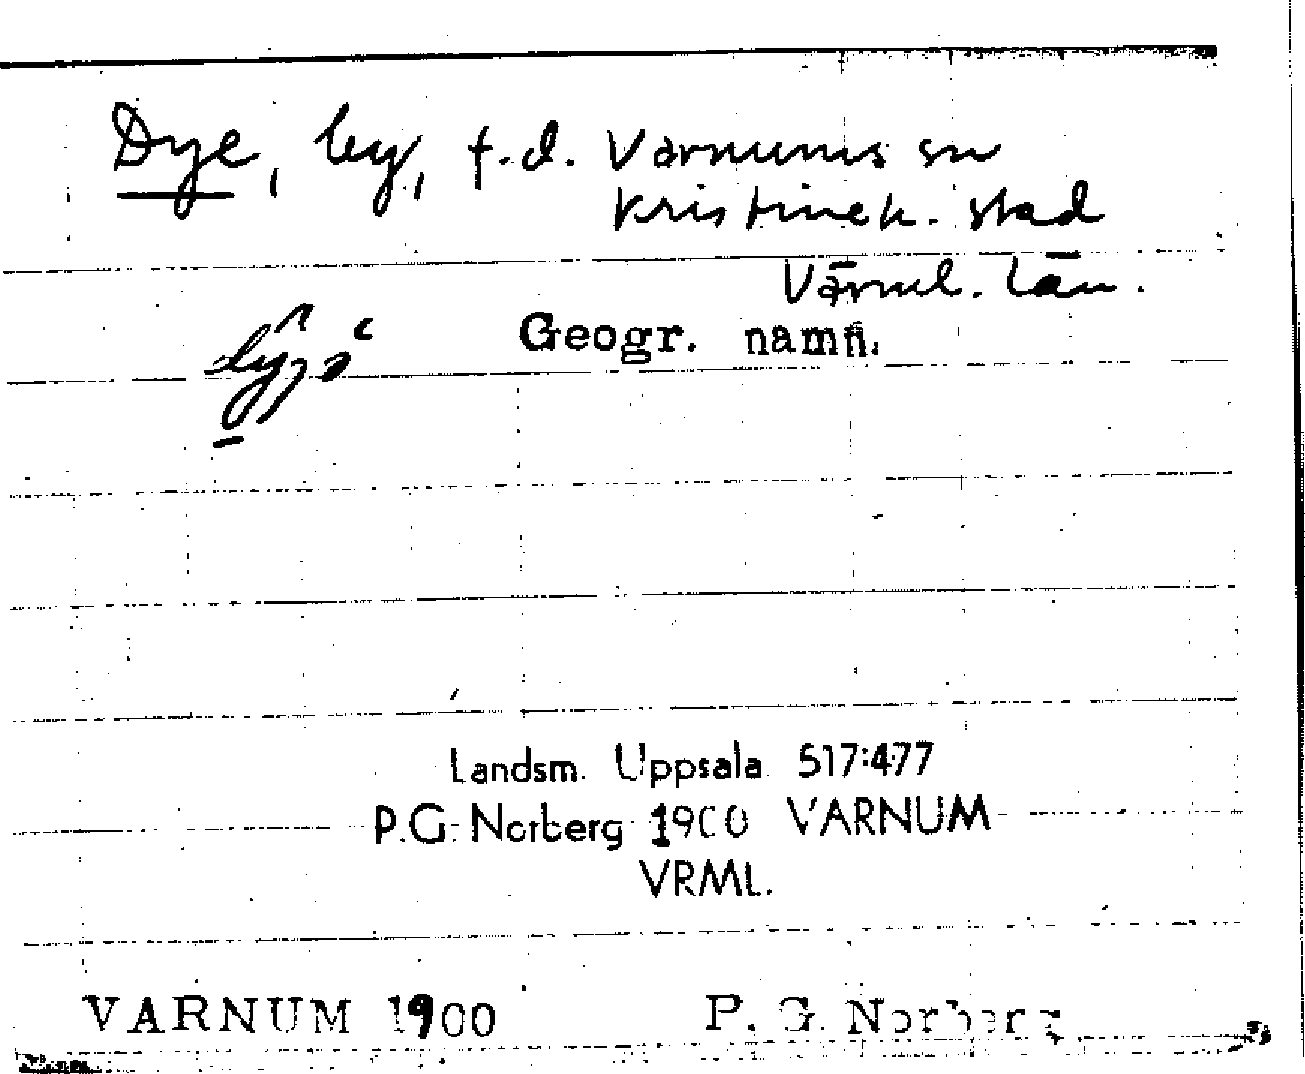 Dye, by, f.d. Varnums sn
Kristineh. stad
Värml. län.
Geogr. namn.
Landsm. Uppsala 517:477
P.G. Norberg 1900 VARNUM
VRML.
VARNUM 1900 P. G. Norberg